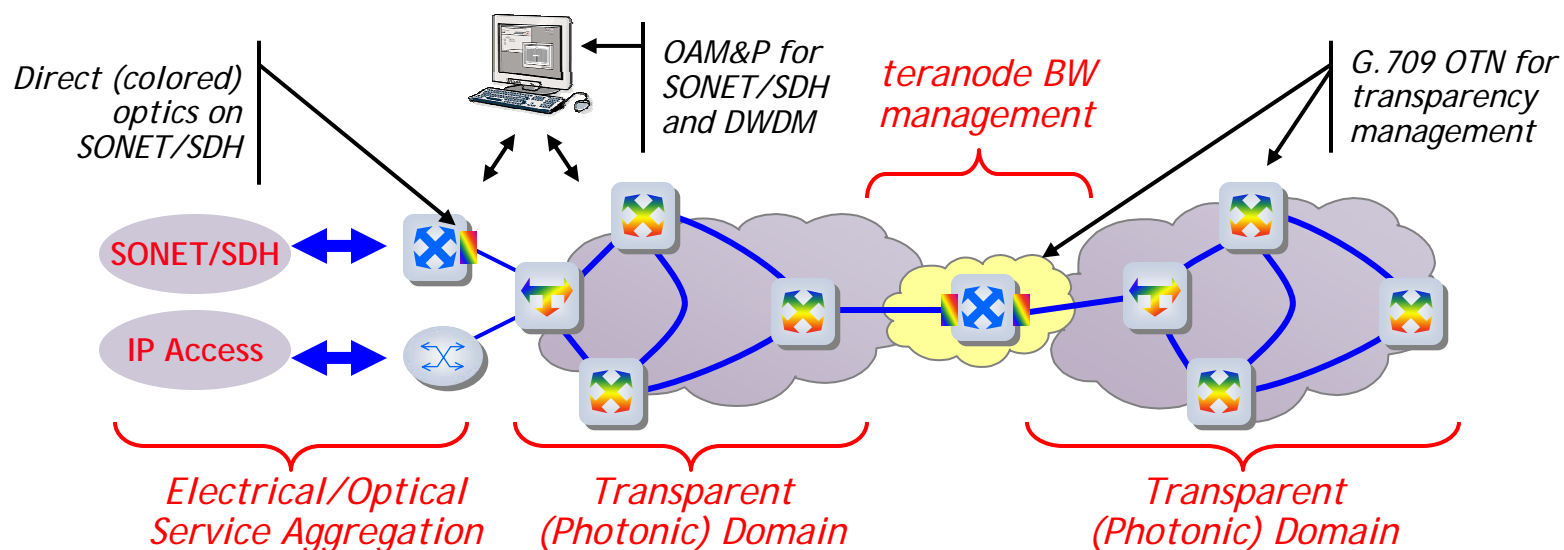 Direct (colored)
optics on
SONET/SDH
OAM&P for
SONET/SDH
and DWDM
teranode BW
management
G.709 OTN for
transparency
management
SONET/SDH
IP Access
Electrical/Optical
Service Aggregation
Transparent
(Photonic) Domain
Transparent
(Photonic) Domain